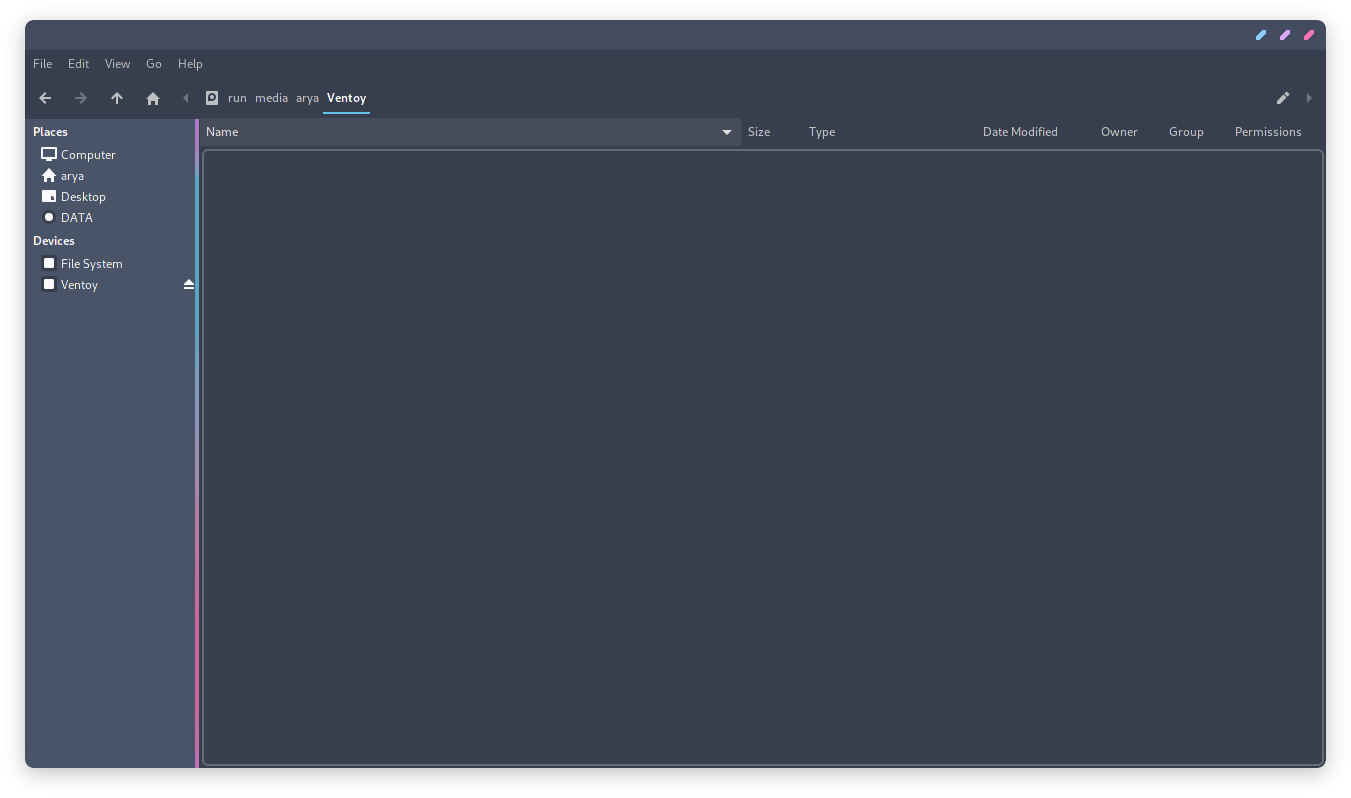 File Edit View Go Help
run media arya Ventoy
Places
Name Size Type Date Modified Owner Group Permissions
Computer
arya
Desktop
DATA
Devices
File System
Ventoy